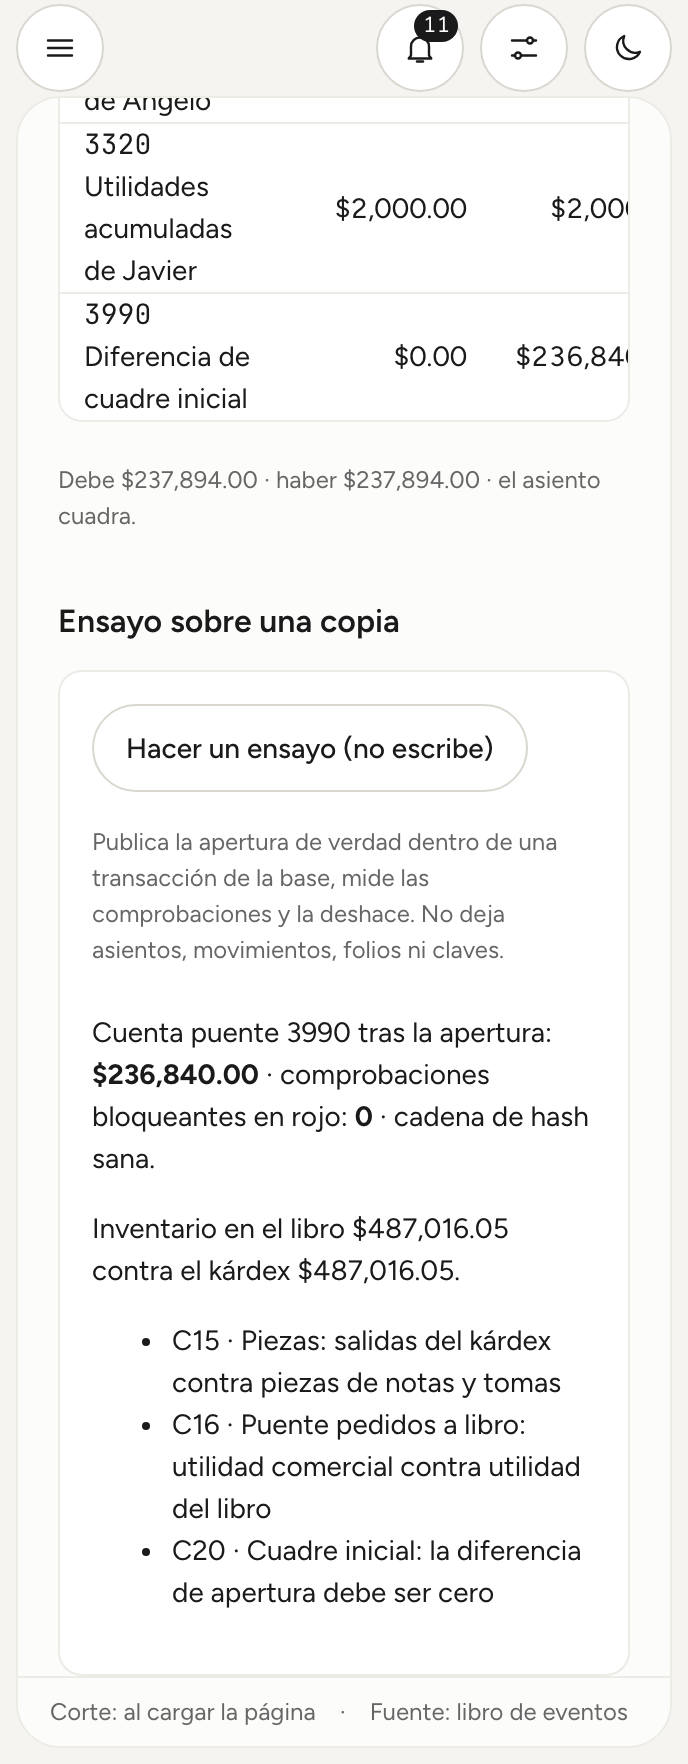 11
de Angelo
3320
Utilidades
acumuladas
de Javier
$2,000.00
$2,00
3990
Diferencia de
cuadre inicial
$0.00
$236,84
Debe $237,894.00 · haber $237,894.00 · el asiento
cuadra.
Ensayo sobre una copia
Hacer un ensayo (no escribe)
Publica la apertura de verdad dentro de una
transacción de la base, mide las
comprobaciones y la deshace. No deja
asientos, movimientos, folios ni claves.
Cuenta puente 3990 tras la apertura:
$236,840.00 · comprobaciones
bloqueantes en rojo: 0 · cadena de hash
sana.
Inventario en el libro $487,016.05
contra el kárdex $487,016.05.
• C15 · Piezas: salidas del kárdex
contra piezas de notas y tomas
• C16 · Puente pedidos a libro:
utilidad comercial contra utilidad
del libro
• C20 · Cuadre inicial: la diferencia
de apertura debe ser cero
Corte: al cargar la página · Fuente: libro de eventos